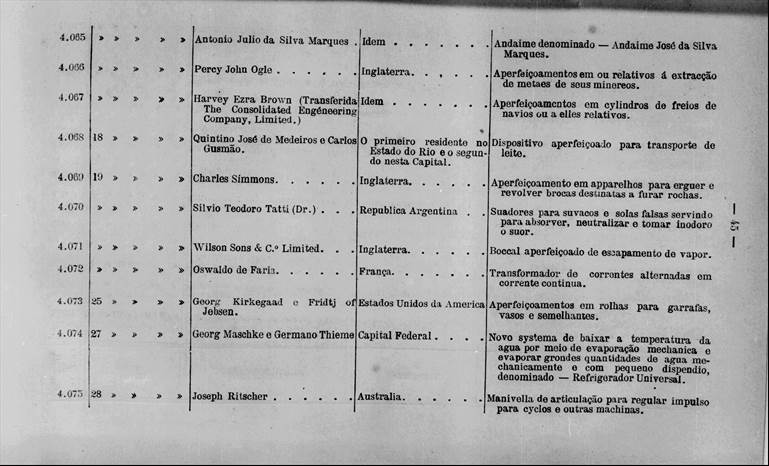 4.065 » » » » » Antonio Julio da Silva Marques . Idem . . . . . . . Andaime denominado — Andaime José da Silva
Marques.
4.066 » » » » » Percy John Ogle . . . . . . Inglaterra. . . . . . Aperfeiçoamentos em ou relativos á extracção
de metaes de seus minereos.
4.067 » » » » » Harvey Ezra Brown (Transferida Idem . . . . . . . Aperfeiçoamentos em cylindros de freios de
The Consolidated Engéneering navios ou a elles relativos.
Company, Limited.)
4.068 18 » » » » Quintino José de Medeiros e Carlos O primeiro residente no Dispositivo aperfeiçoado para transporte de
Gusmão. Estado do Rio e o segun- leite.
do nesta Capital.
4.069 19 » » » » Charles Simmons. . . . . . Inglaterra. . . . . . Aperfeiçoamento em apparelhos para erguer e
revolver brocas destinatas a furar rochas.
4.070 » » » » » Silvio Teodoro Tatti (Dr.) . . . Republica Argentina . . Suadores para suvacos e solas falsas servindo
para absorver, neutralizar e tomar inodoro
o suor.
— 45 —
4.071 » » » » » Wilson Sons & C.º Limited. . . Inglaterra. . . . . . Boccal aperfeiçoado de escapamento de vapor.
4.072 » » » » » Oswaldo de Faria. . . . . . França. . . . . . . Transformador de correntes alternadas em
corrente continua.
4.073 25 » » » » Georg Kirkegaad e Fridtj of Estados Unidos da America Aperfeiçoamentos em rolhas para garrafas,
Jebsen. vasos e semelhantes.
4.074 27 » » » » Georg Maschke e Germano Thieme Capital Federal . . . . Novo systema de baixar a temperatura da
agua por meio de evaporação mechanica e
evaporar grondes quantidades de agua me-
chanicamente e com pequeno dispendio,
denominado — Refrigerador Universal.
4.075 28 » » » » Joseph Ritscher . . . . . . Australia. . . . . . Manivella de articulação para regular impulso
para cyclos e outras machinas.